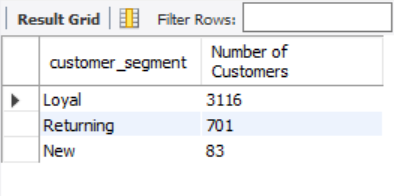 Result Grid Filter Rows:
customer_segment Number of
Customers
Loyal 3116
Returning 701
New 83